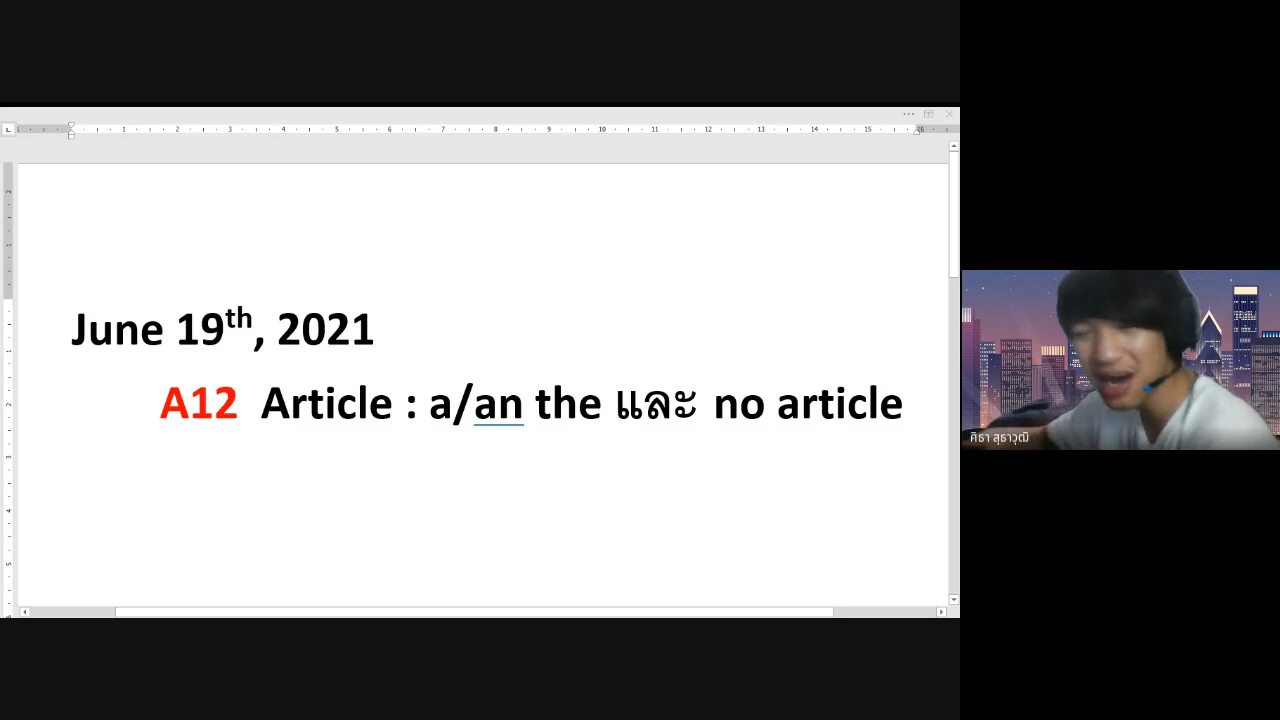 June 19th, 2021
A12 Article : a/an the และ no article
ศิธา สุธาวุฒิ